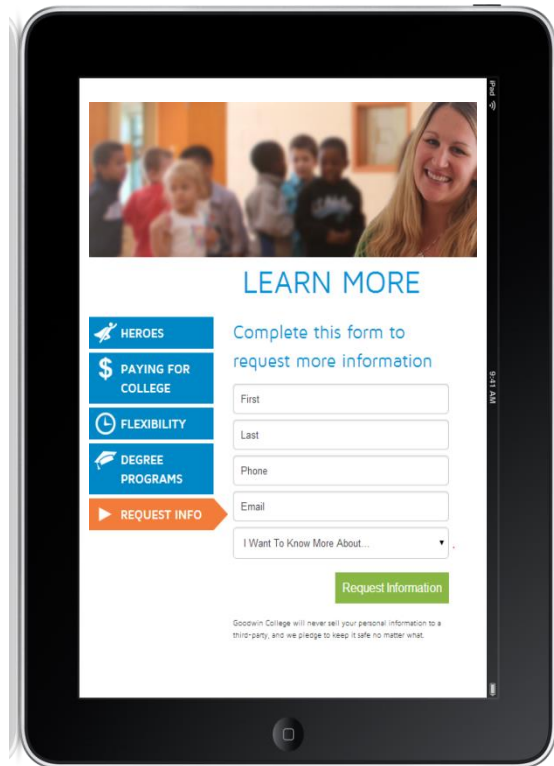 iPad
9:41 AM
LEARN MORE
HEROES
PAYING FOR
COLLEGE
FLEXIBILITY
DEGREE
PROGRAMS
REQUEST INFO
Complete this form to
request more information
First
Last
Phone
Email
I Want To Know More About...
Request Information
Goodwin College will never sell your personal information to a
third-party, and we pledge to keep it safe no matter what.